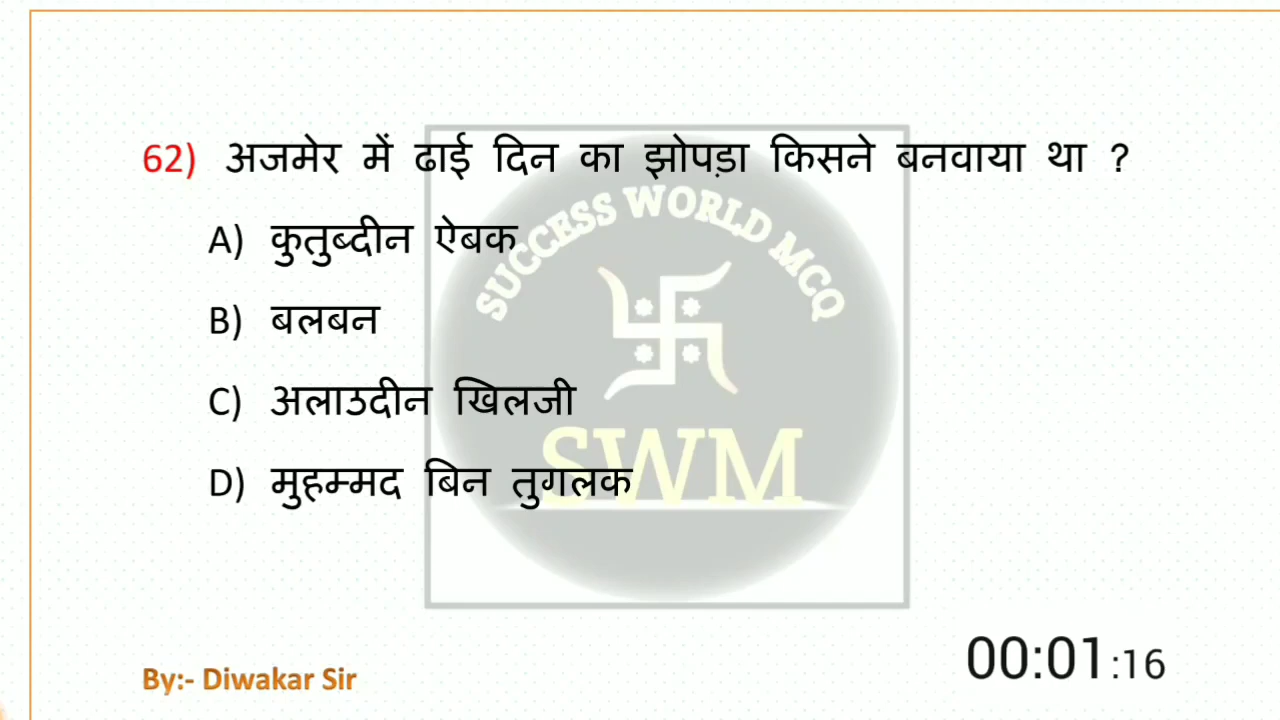 62) अजमेर में ढाई दिन का झोपड़ा किसने बनवाया था ?
A) कुतुब्दीन ऐबक
B) बलबन
C) अलाउदीन खिलजी
D) मुहम्मद बिन तुगलक
SUCCESS WORLD MCQ
SWM
By:- Diwakar Sir
00:01:16